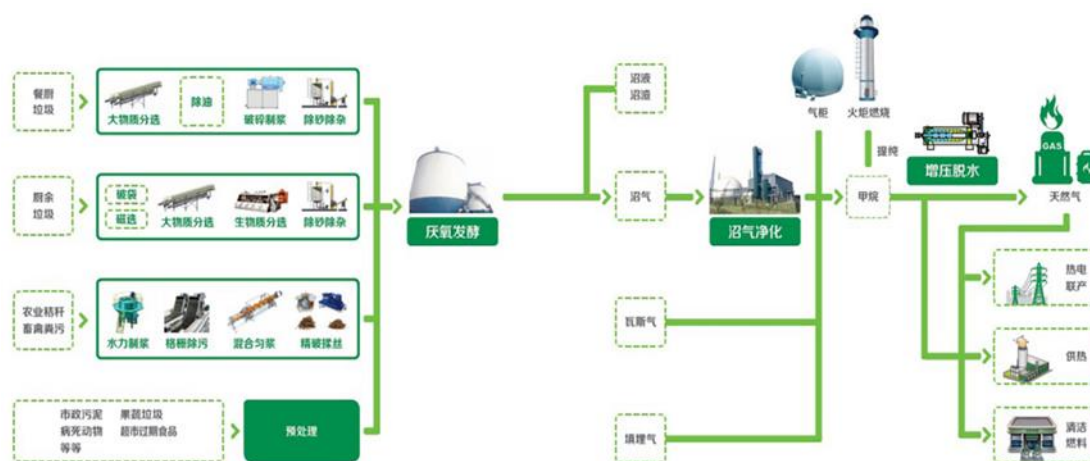 餐厨
垃圾
大物质分选
除油
破碎制浆
除砂除杂
厨余
垃圾
破袋
磁选
大物质分选
生物质分选
除砂除杂
农业秸秆
畜禽粪污
水力制浆
格栅除污
混合匀浆
精破揉丝
市政污泥 果蔬垃圾
病死动物 超市过期食品
等等
预处理
厌氧发酵
沼液
沼渣
沼气
沼气净化
瓦斯气
填埋气
气柜
火炬燃烧
提纯
甲烷
增压脱水
GAS
天然气
热电
联产
供热
清洁
燃料